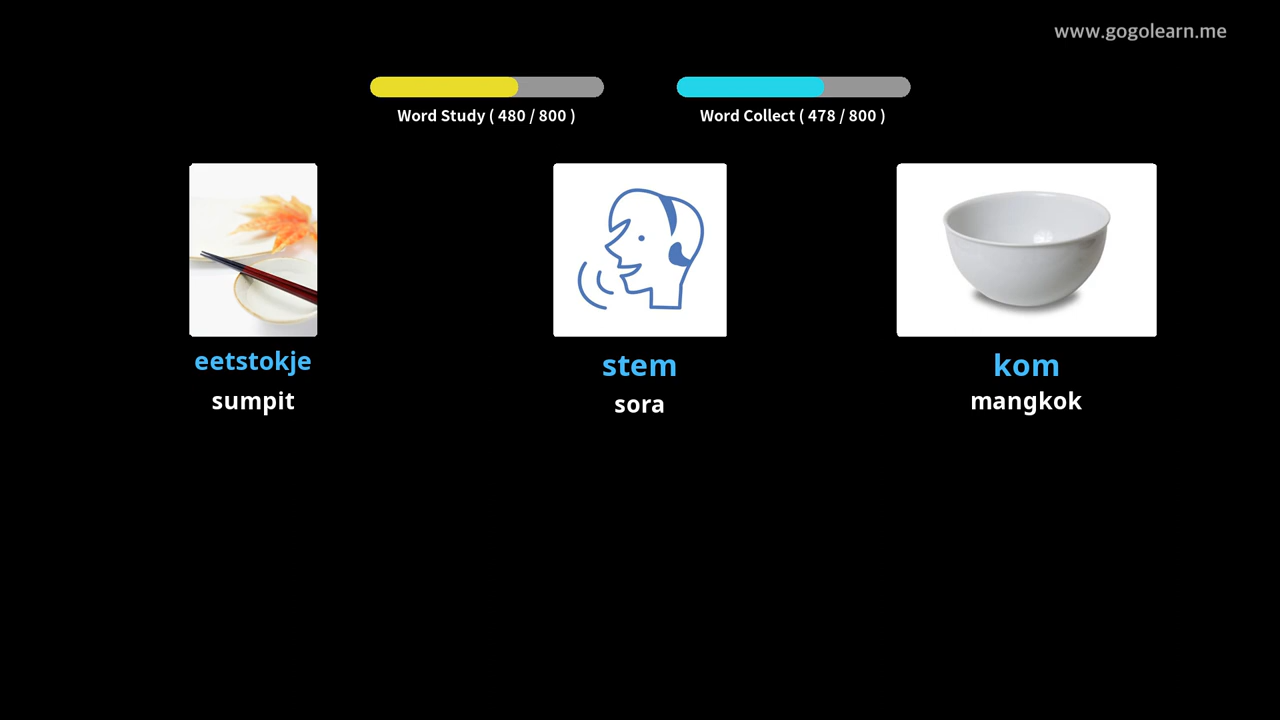 www.gogolearn.me
Word Study ( 480 / 800 )
Word Collect ( 478 / 800 )
eetstokje
sumpit
stem
sora
kom
mangkok